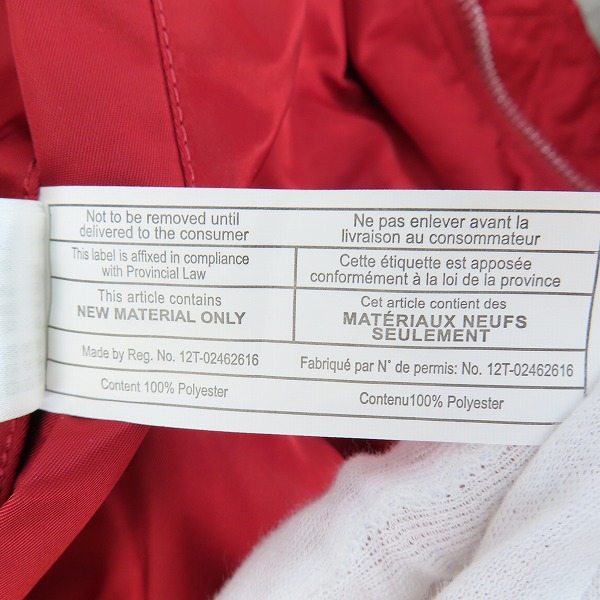 Not to be removed until
delivered to the consumer
Ne pas enlever avant la
livraison au consommateur
This label is affixed in compliance
with Provincial Law
Cette étiquette est apposée
conformément à la loi de la province
This article contains
NEW MATERIAL ONLY
Cet article contient des
MATÉRIAUX NEUFS
SEULEMENT
Made by Reg. No. 12T-02462616
Fabriqué par N° de permis: No. 12T-02462616
Content 100% Polyester
Contenu100% Polyester